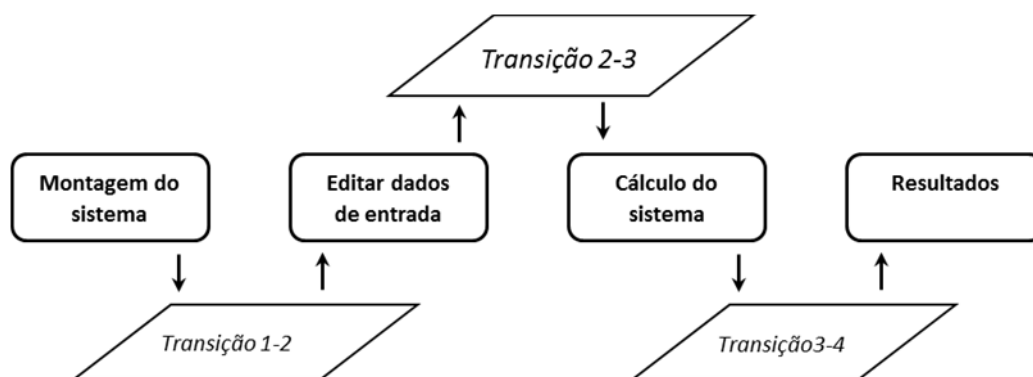 Transição 2-3
Montagem do
sistema
Editar dados
de entrada
Cálculo do
sistema
Resultados
Transição 1-2
Transição3-4